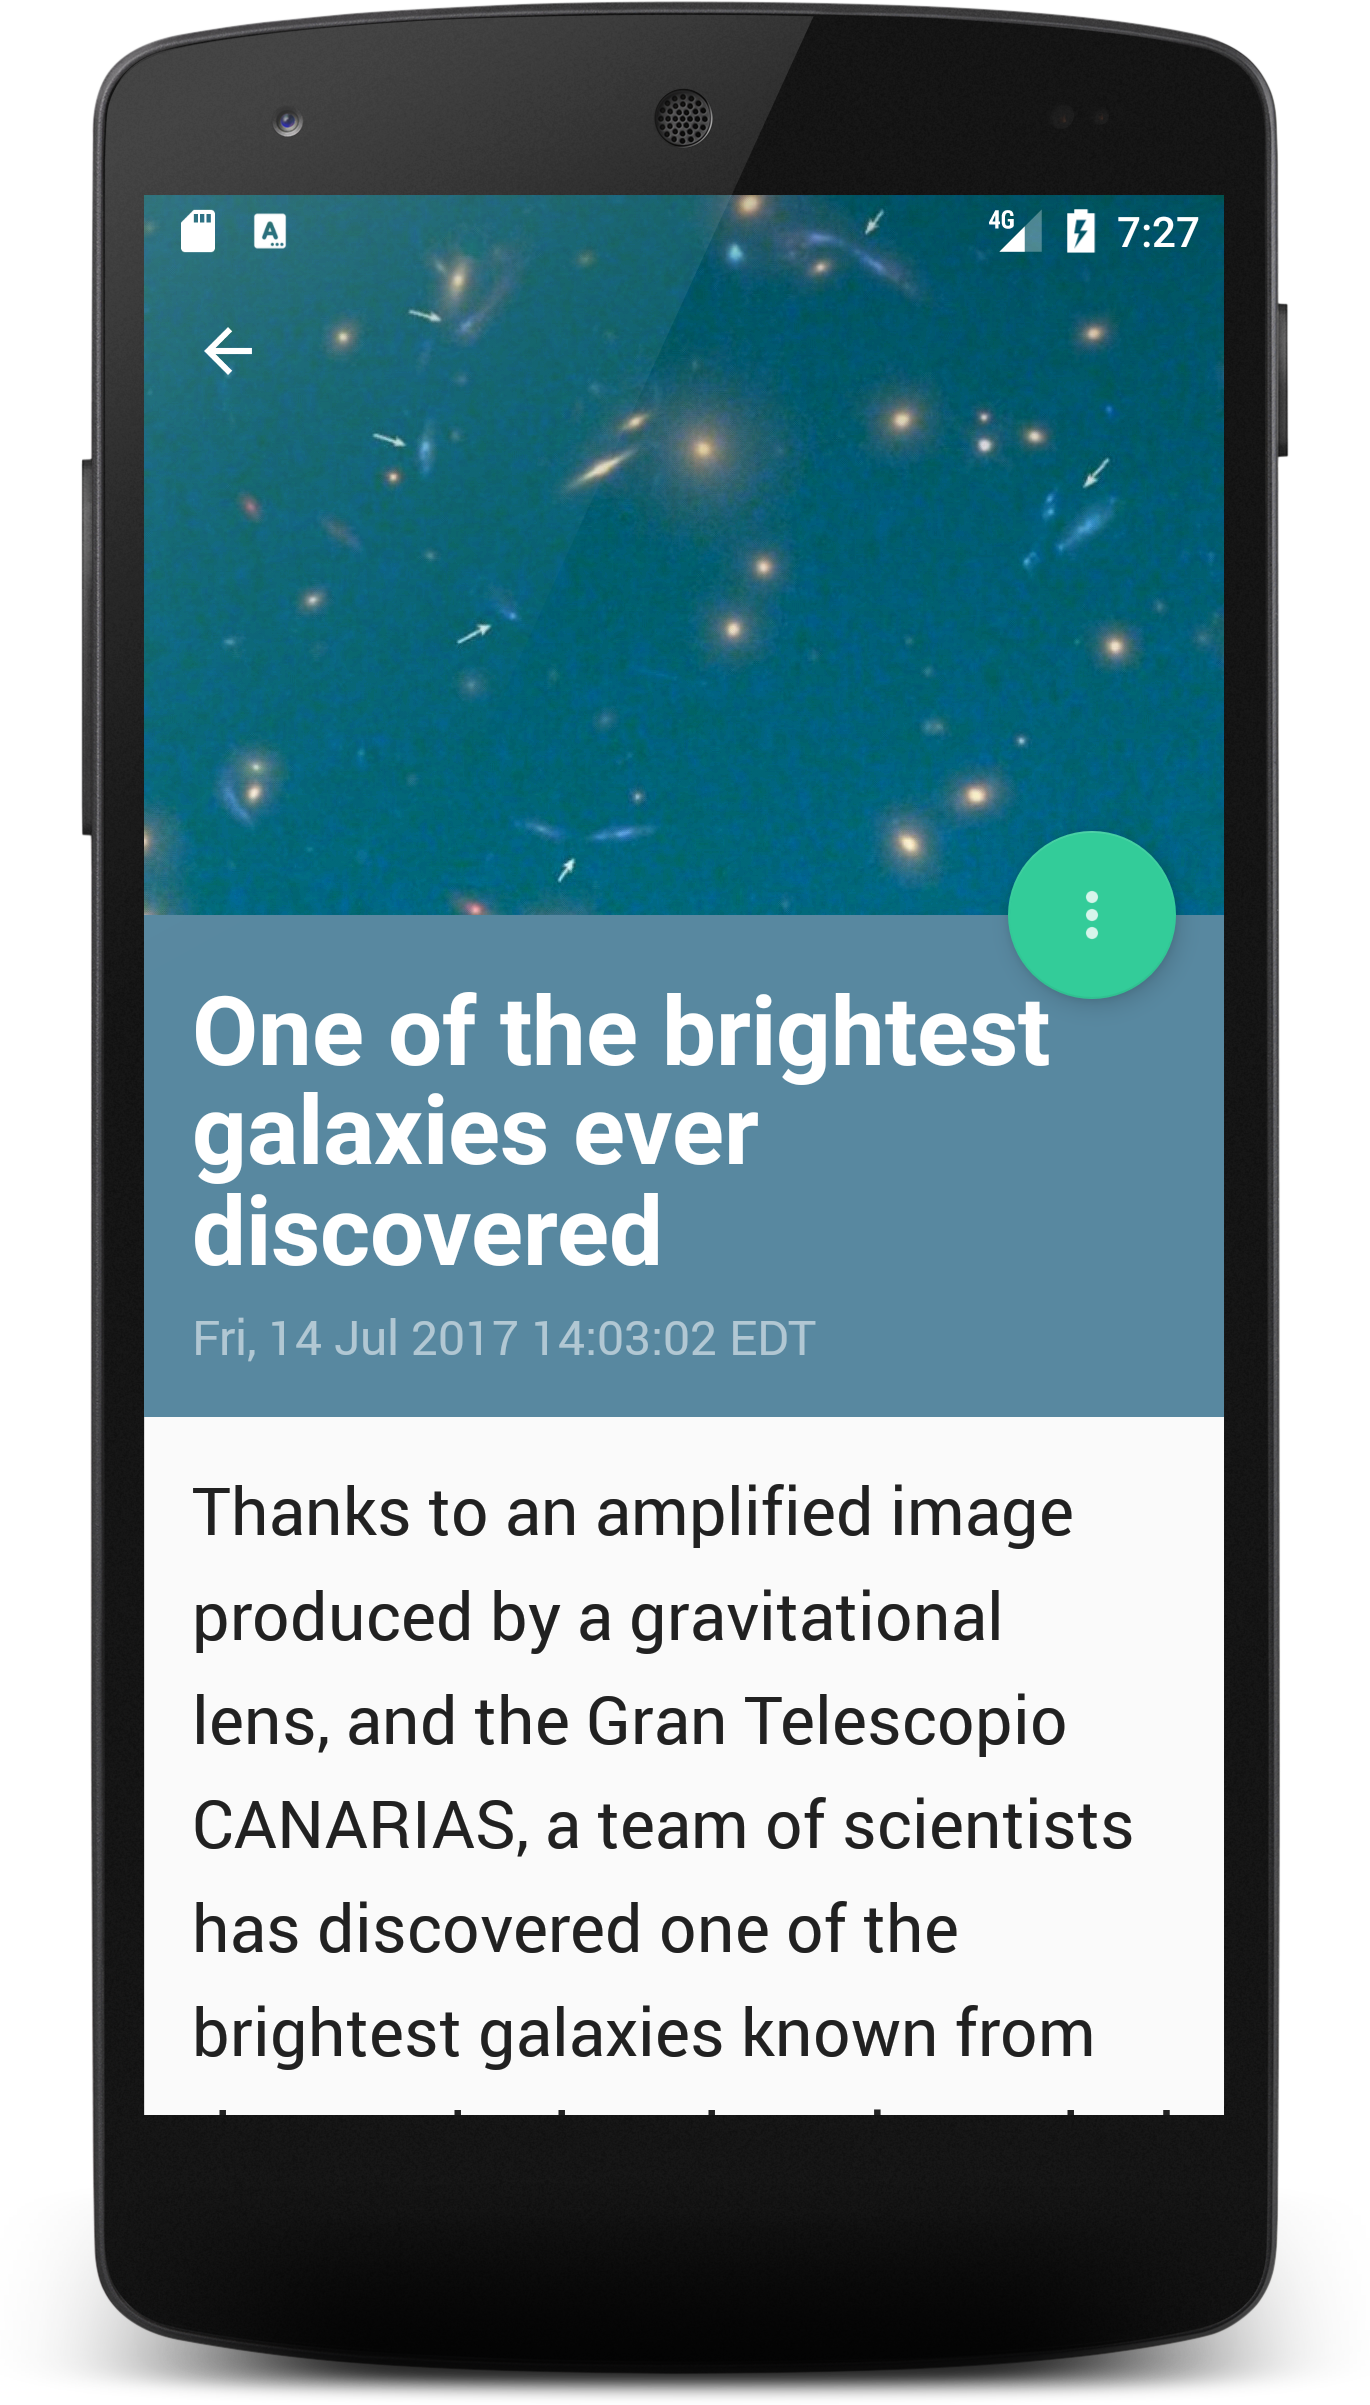 4G 7:27
A
One of the brightest
galaxies ever
discovered
Fri, 14 Jul 2017 14:03:02 EDT
Thanks to an amplified image
produced by a gravitational
lens, and the Gran Telescopio
CANARIAS, a team of scientists
has discovered one of the
brightest galaxies known from